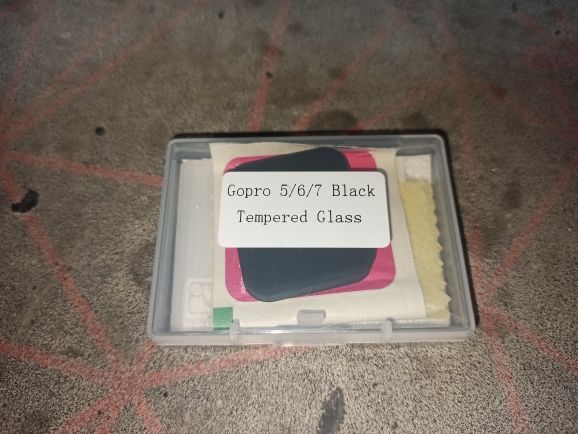 Gopro 5/6/7 Black
Tempered Glass